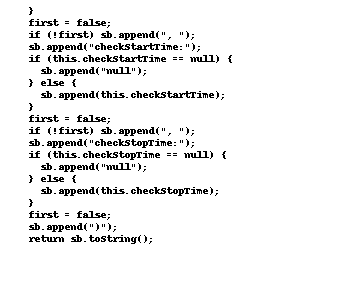 }
first = false;
if (!first) sb.append(", ");
sb.append("checkStartTime:");
if (this.checkStartTime == null) {
sb.append("null");
} else {
sb.append(this.checkStartTime);
}
first = false;
if (!first) sb.append(", ");
sb.append("checkStopTime:");
if (this.checkStopTime == null) {
sb.append("null");
} else {
sb.append(this.checkStopTime);
}
first = false;
sb.append(")");
return sb.toString();